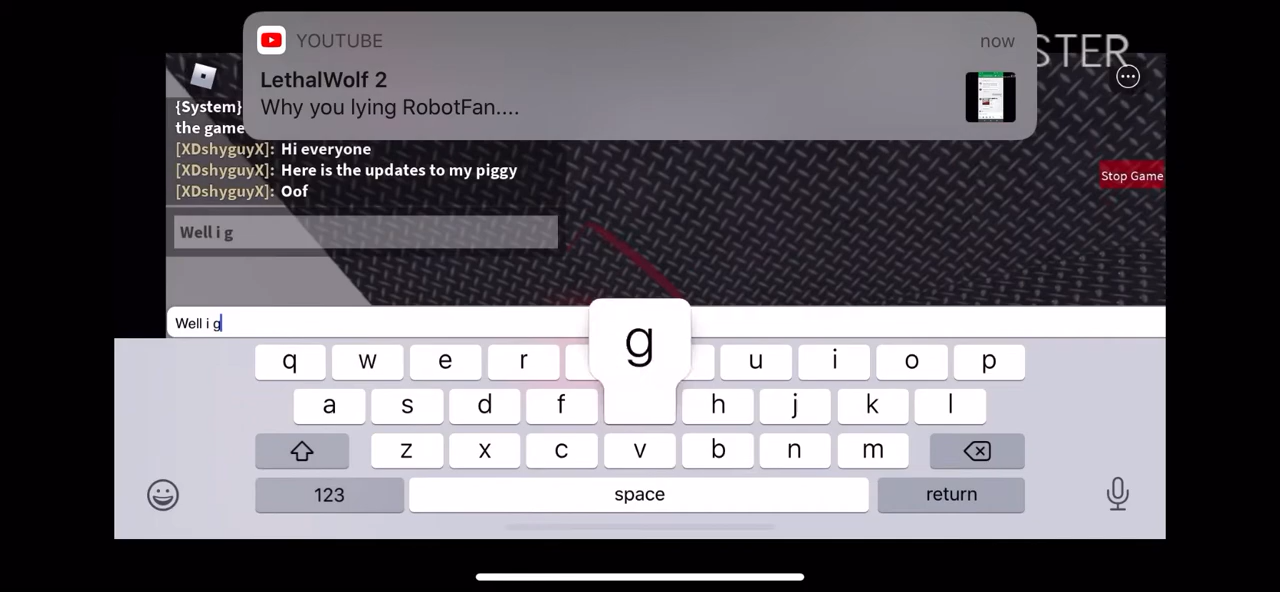 YOUTUBE
now
LethalWolf 2
Why you lying RobotFan....
STER
{System}
the game
[XDshyguyX]: Hi everyone
[XDshyguyX]: Here is the updates to my piggy
[XDshyguyX]: Oof
Stop Game
Well i g
Well i g
g
q w e r u i o p
a s d f h j k l
z x c v b n m
123 space return